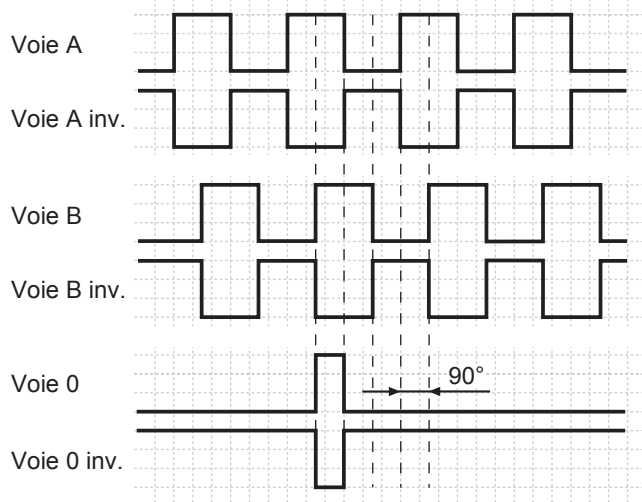 Voie A
Voie A inv.
Voie B
Voie B inv.
Voie 0
90°
Voie 0 inv.